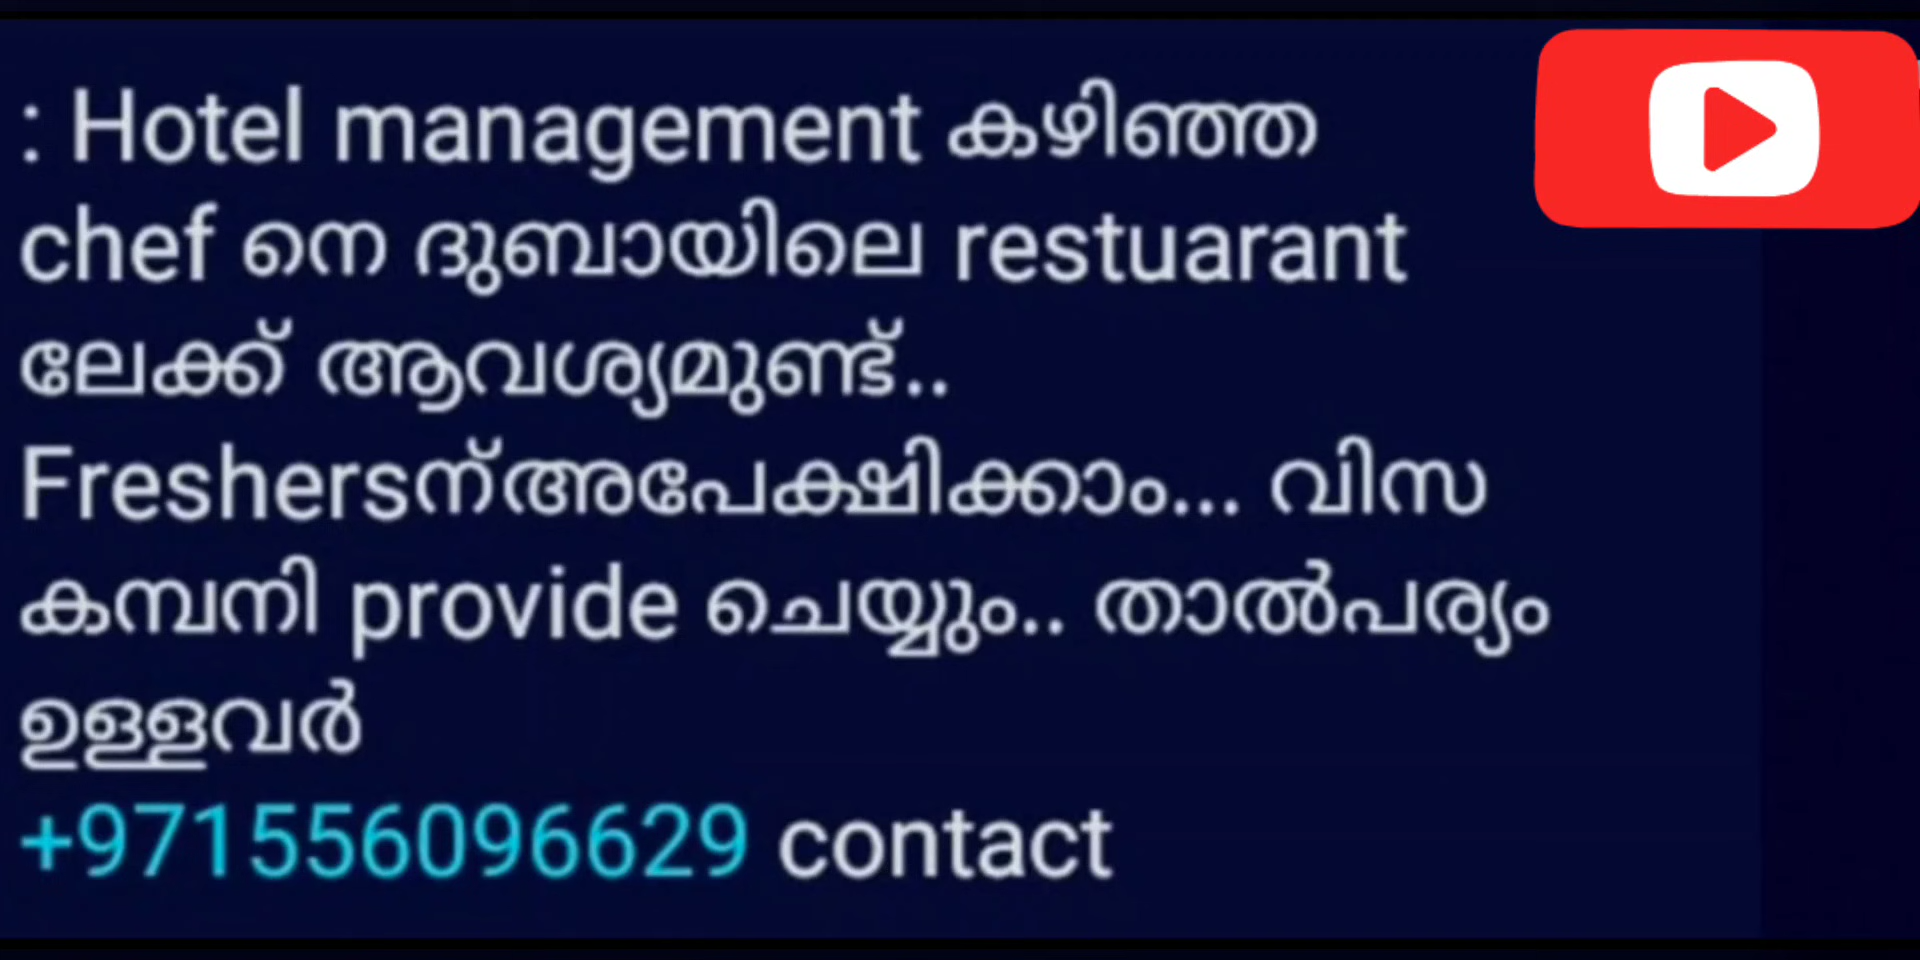 : Hotel management കഴിഞ്ഞ
chef നെ ദുബായിലെ restuarant
ലേക്ക് ആവശ്യമുണ്ട്..
Freshersന്അപേക്ഷിക്കാം... വിസ
കമ്പനി provide ചെയ്യും.. താൽപര്യം
ഉള്ളവർ
+971556096629 contact